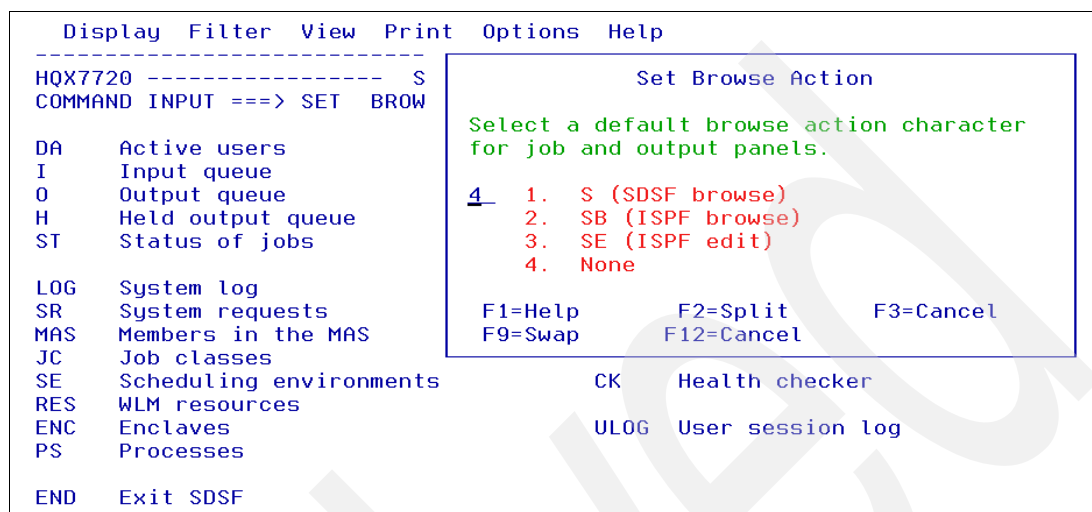 Display  Filter  View  Print  Options  Help
---------------------------
HQX7720 -----------------  S
COMMAND INPUT ===> SET  BROW
DA    Active users
I     Input queue
O     Output queue
H     Held output queue
ST    Status of jobs
LOG   System log
SR    System requests
MAS   Members in the MAS
JC    Job classes
SE    Scheduling environments    CK    Health checker
RES   WLM resources
ENC   Enclaves    ULOG  User session log
PS    Processes
END   Exit SDSF
Set Browse Action
Select a default browse action character
for job and output panels.
4  1.  S (SDSF browse)
2.  SB (ISPF browse)
3.  SE (ISPF edit)
4.  None
F1=Help    F2=Split    F3=Cancel
F9=Swap    F12=Cancel